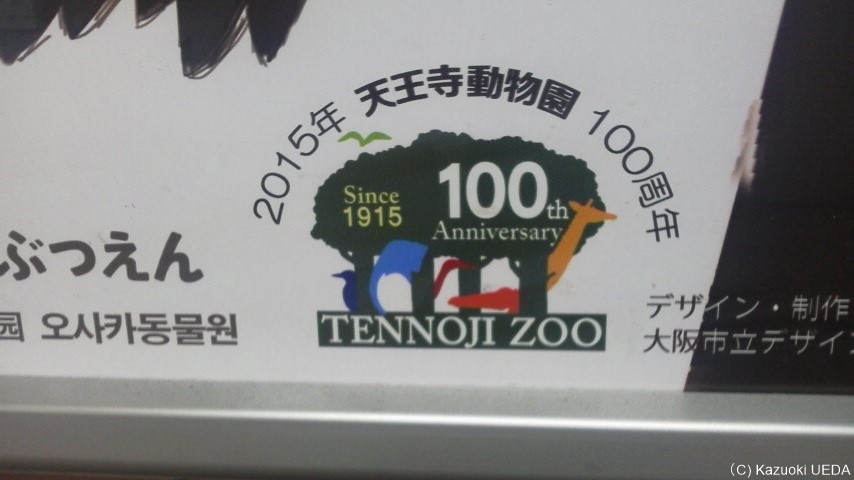 2015年 天王寺動物園 100周年
Since
1915
100th
Anniversary
TENNOJI ZOO
ぶつえん
园 오사카동물원
デザイン・制作
大阪市立デザイン
(C) Kazuoki UEDA